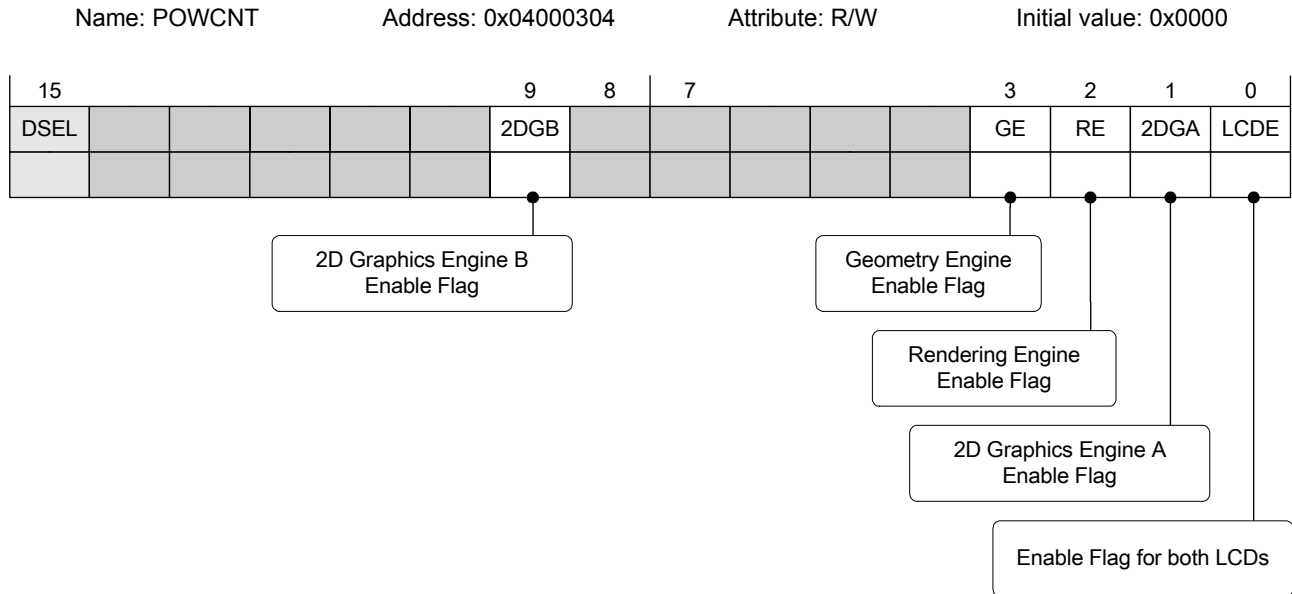 Name: POWCNT Address: 0x04000304 Attribute: R/W Initial value: 0x0000
15 9 8 7 3 2 1 0
DSEL 2DGB GE RE 2DGA LCDE
2D Graphics Engine B
Enable Flag
Geometry Engine
Enable Flag
Rendering Engine
Enable Flag
2D Graphics Engine A
Enable Flag
Enable Flag for both LCDs